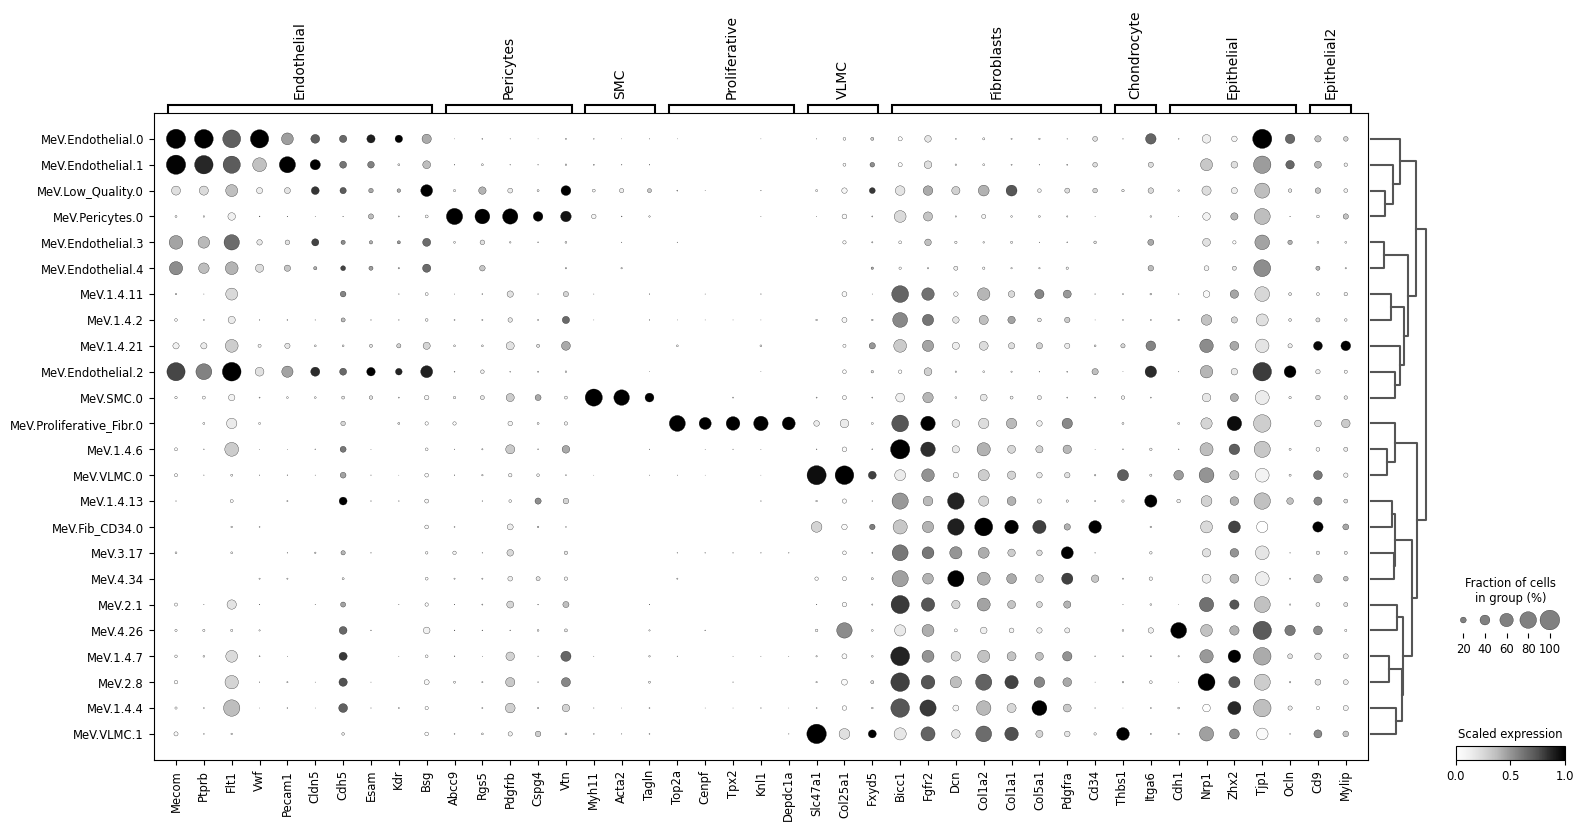 Endothelial
Pericytes
SMC
Proliferative
VLMC
Fibroblasts
Chondrocyte
Epithelial
Epithelial2
MeV.Endothelial.0
MeV.Endothelial.1
MeV.Low_Quality.0
MeV.Pericytes.0
MeV.Endothelial.3
MeV.Endothelial.4
MeV.1.4.11
MeV.1.4.2
MeV.1.4.21
MeV.Endothelial.2
MeV.SMC.0
MeV.Proliferative_Fibr.0
MeV.1.4.6
MeV.VLMC.0
MeV.1.4.13
MeV.Fib_CD34.0
MeV.3.17
MeV.4.34
MeV.2.1
MeV.4.26
MeV.1.4.7
MeV.2.8
MeV.1.4.4
MeV.VLMC.1
Mecom
Ptprb
Flt1
Vwf
Pecam1
Cldn5
Cdh5
Esam
Kdr
Bsg
Abcc9
Rgs5
Pdgfrb
Cspg4
Vtn
Myh11
Acta2
Tagln
Top2a
Cenpf
Tpx2
Knl1
Depdc1a
Slc47a1
Col25a1
Fxyd5
Bicc1
Fgfr2
Dcn
Col1a2
Col1a1
Col5a1
Pdgfra
Cd34
Thbs1
Itga6
Cdh1
Nrp1
Zhx2
Tjp1
Ocln
Cd9
Mylip
Fraction of cells
in group (%)
20 40 60 80 100
Scaled expression
0.0 0.5 1.0